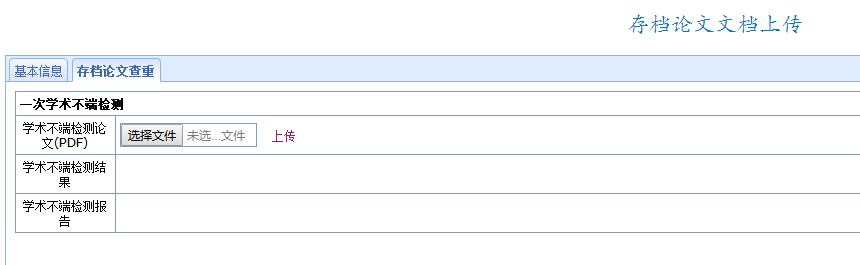 存档论文文档上传
基本信息 存档论文查重
一次学术不端检测
学术不端检测论
文(PDF)
选择文件 未选...文件 上传
学术不端检测结
果
学术不端检测报
告